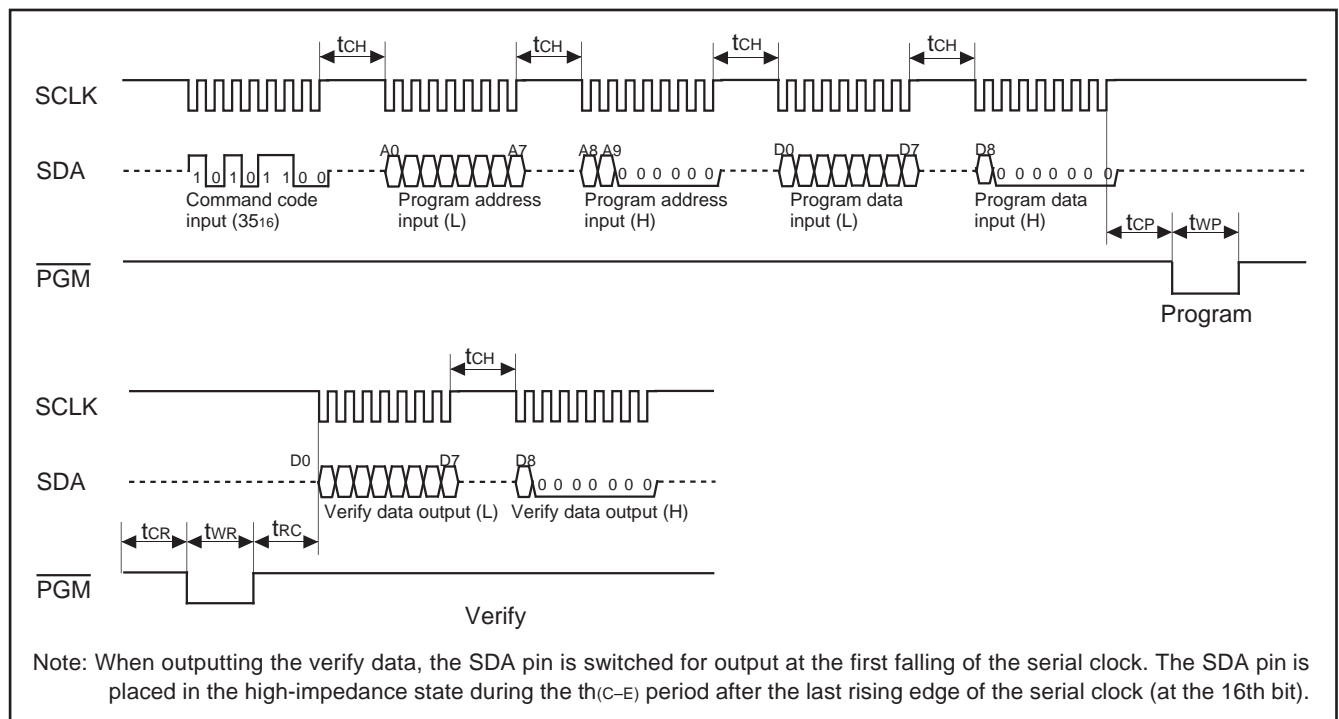 tCH tCH tCH tCH
SCLK
A0 A7 A8 A9 D0 D7 D8
SDA
1 0 1 0 1 1 0 0
0 0 0 0 0 0
0 0 0 0 0 0 0
Command code
input (3516)
Program address
input (L)
Program address
input (H)
Program data
input (L)
Program data
input (H)
tCP tWP
PGM
Program
tCH
SCLK
D0 D7 D8
SDA
0 0 0 0 0 0 0
Verify data output (L) Verify data output (H)
tCR tWR tRC
PGM
Verify
Note: When outputting the verify data, the SDA pin is switched for output at the first falling of the serial clock. The SDA pin is
placed in the high-impedance state during the th(C–E) period after the last rising edge of the serial clock (at the 16th bit).